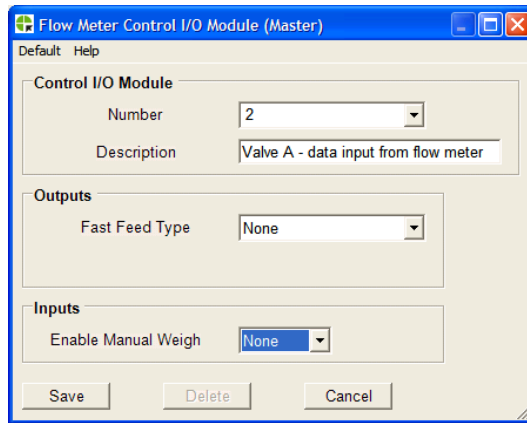 Flow Meter Control I/O Module (Master)
Default Help
Control I/O Module
Number 2
Description Valve A - data input from flow meter
Outputs
Fast Feed Type None
Inputs
Enable Manual Weigh None
Save Delete Cancel